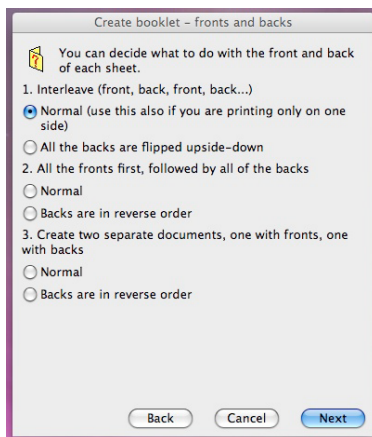 Create booklet - fronts and backs
You can decide what to do with the front and back
of each sheet.
1. Interleave (front, back, front, back...)
Normal (use this also if you are printing only on one
side)
All the backs are flipped upside-down
2. All the fronts first, followed by all of the backs
Normal
Backs are in reverse order
3. Create two separate documents, one with fronts, one
with backs
Normal
Backs are in reverse order
Back Cancel Next